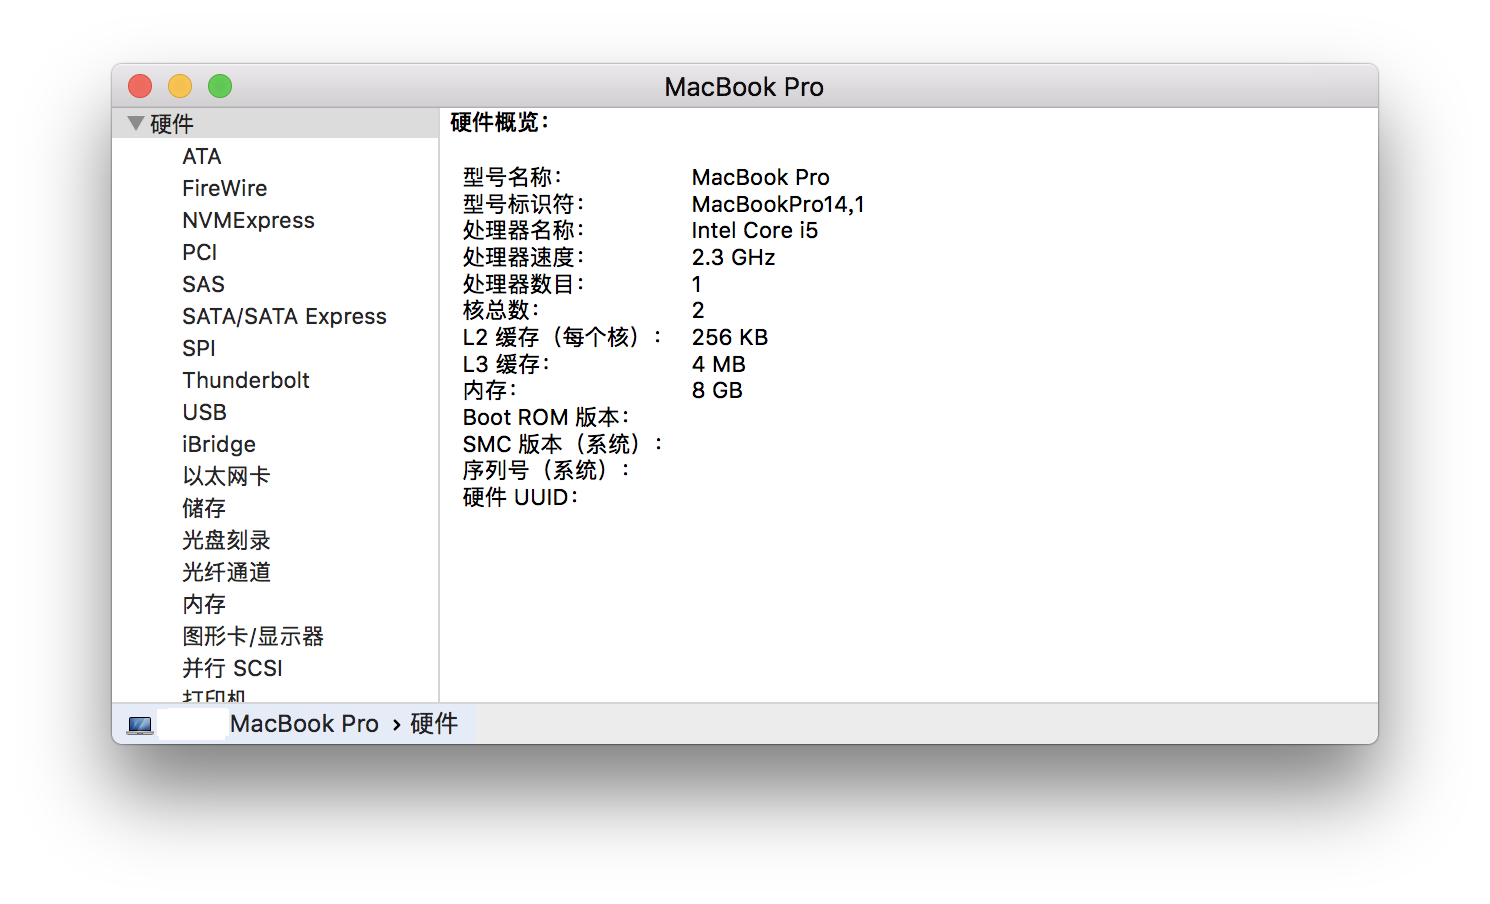 MacBook Pro
硬件
ATA
FireWire
NVMExpress
PCI
SAS
SATA/SATA Express
SPI
Thunderbolt
USB
iBridge
以太网卡
储存
光盘刻录
光纤通道
内存
图形卡/显示器
并行 SCSI
打印机
硬件概览：
型号名称： MacBook Pro
型号标识符： MacBookPro14,1
处理器名称： Intel Core i5
处理器速度： 2.3 GHz
处理器数目： 1
核总数： 2
L2 缓存（每个核）： 256 KB
L3 缓存： 4 MB
内存： 8 GB
Boot ROM 版本：
SMC 版本（系统）：
序列号（系统）：
硬件 UUID：
MacBook Pro › 硬件